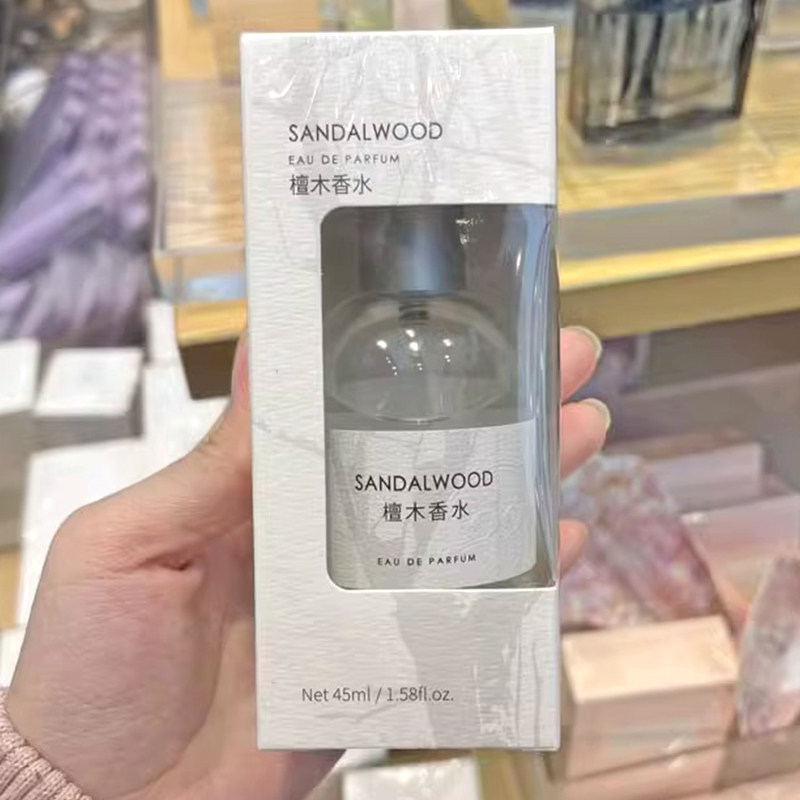 SANDALWOOD
EAU DE PARFUM
檀木香水
SANDALWOOD
檀木香水
EAU DE PARFUM
Net 45ml / 1.58fl.oz.